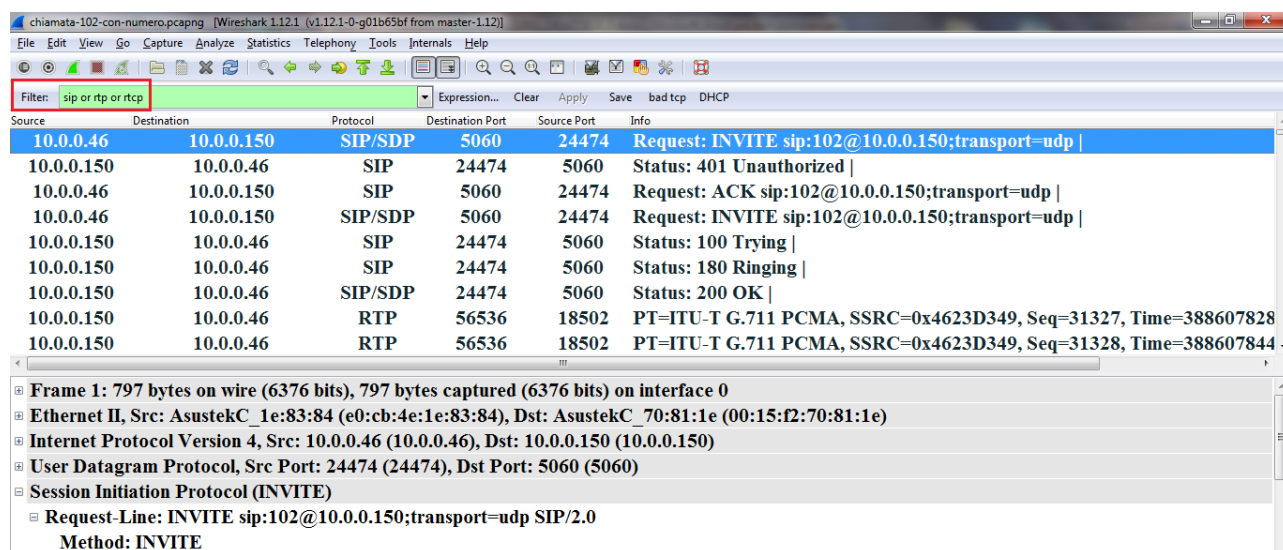 chiamata-102-con-numero.pcapng [Wireshark 1.12.1 (v1.12.1-0-g01b65bf from master-1.12)]
File Edit View Go Capture Analyze Statistics Telephony Tools Internals Help
Filter: sip or rtp or rtcp Expression... Clear Apply Save bad tcp DHCP
Source Destination Protocol Destination Port Source Port Info
10.0.0.46 10.0.0.150 SIP/SDP 5060 24474 Request: INVITE sip:102@10.0.0.150;transport=udp |
10.0.0.150 10.0.0.46 SIP 24474 5060 Status: 401 Unauthorized |
10.0.0.46 10.0.0.150 SIP 5060 24474 Request: ACK sip:102@10.0.0.150;transport=udp |
10.0.0.46 10.0.0.150 SIP/SDP 5060 24474 Request: INVITE sip:102@10.0.0.150;transport=udp |
10.0.0.150 10.0.0.46 SIP 24474 5060 Status: 100 Trying |
10.0.0.150 10.0.0.46 SIP 24474 5060 Status: 180 Ringing |
10.0.0.150 10.0.0.46 SIP/SDP 24474 5060 Status: 200 OK |
10.0.0.150 10.0.0.46 RTP 56536 18502 PT=ITU-T G.711 PCMA, SSRC=0x4623D349, Seq=31327, Time=388607828
10.0.0.150 10.0.0.46 RTP 56536 18502 PT=ITU-T G.711 PCMA, SSRC=0x4623D349, Seq=31328, Time=388607844
Frame 1: 797 bytes on wire (6376 bits), 797 bytes captured (6376 bits) on interface 0
Ethernet II, Src: AsustekC_1e:83:84 (e0:cb:4e:1e:83:84), Dst: AsustekC_70:81:1e (00:15:f2:70:81:1e)
Internet Protocol Version 4, Src: 10.0.0.46 (10.0.0.46), Dst: 10.0.0.150 (10.0.0.150)
User Datagram Protocol, Src Port: 24474 (24474), Dst Port: 5060 (5060)
Session Initiation Protocol (INVITE)
Request-Line: INVITE sip:102@10.0.0.150;transport=udp SIP/2.0
Method: INVITE